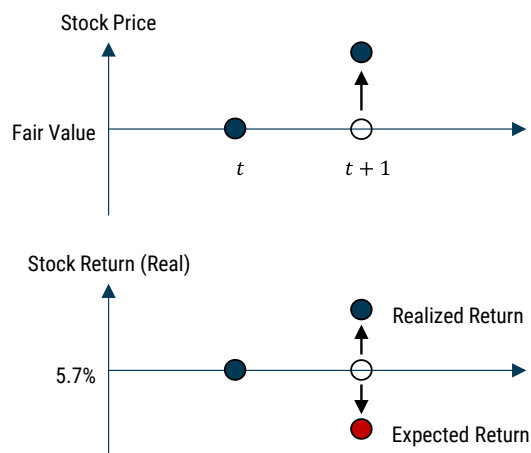 Stock Price
Fair Value
t
t + 1
Stock Return (Real)
Realized Return
5.7%
Expected Return